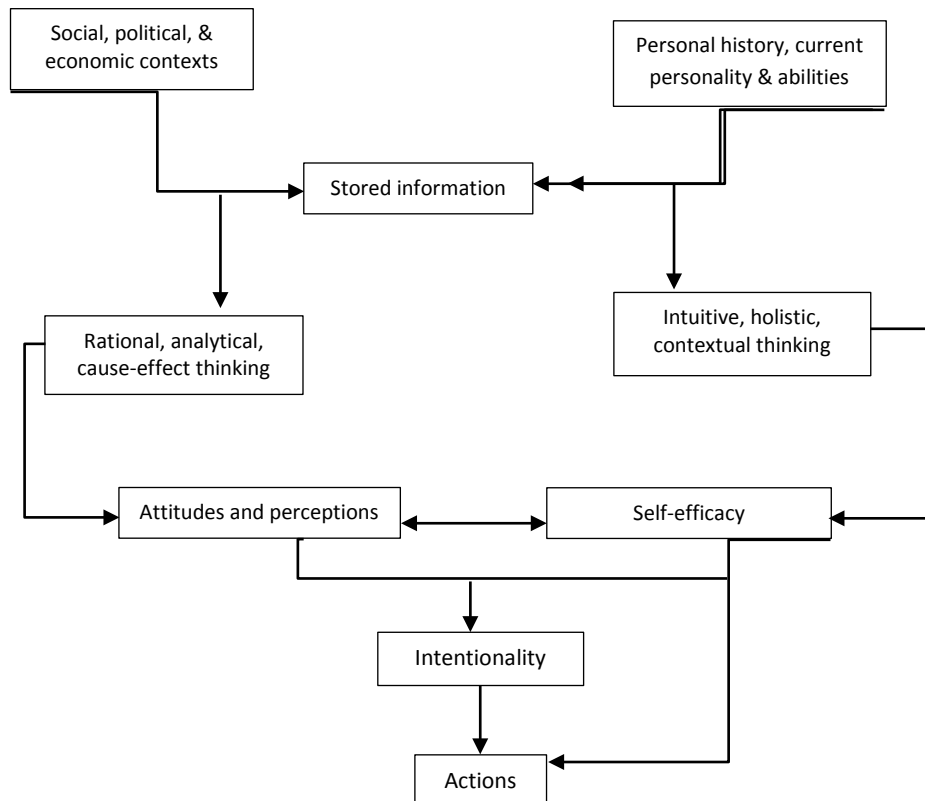 Social, political, &
economic contexts
Personal history, current
personality & abilities
Stored information
Rational, analytical,
cause-effect thinking
Intuitive, holistic,
contextual thinking
Attitudes and perceptions
Self-efficacy
Intentionality
Actions